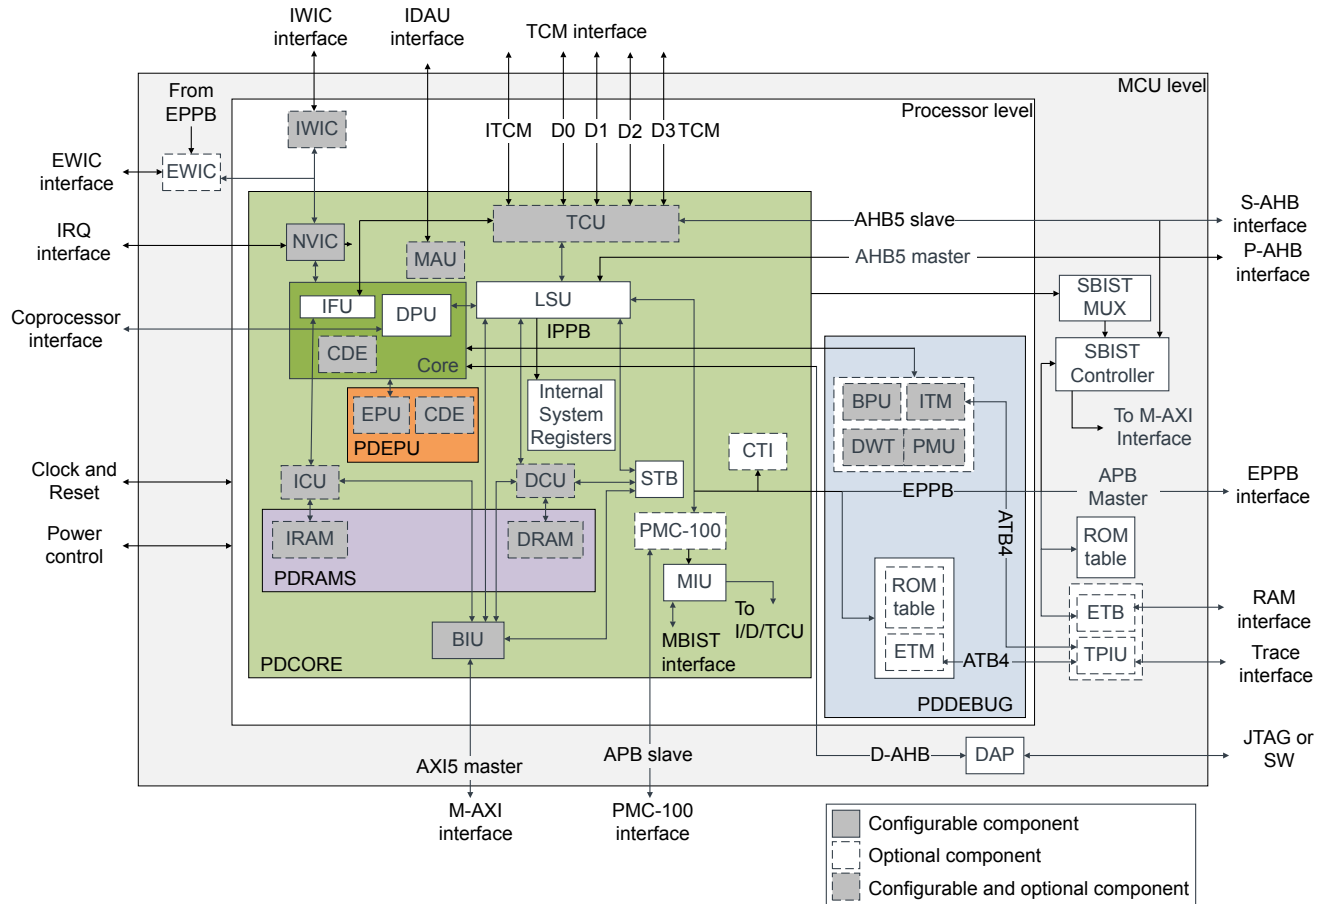 IWIC
interface
IDAU
interface
TCM interface
MCU level
From
EPPB
Processor level
IWIC
ITCM
D0
D1
D2
D3
TCM
EWIC
interface
EWIC
TCU
AHB5 slave
S-AHB
interface
IRQ
interface
NVIC
MAU
AHB5 master
P-AHB
interface
SBIST
MUX
IFU
DPU
LSU
IPPB
Coprocessor
interface
CDE
Core
SBIST
Controller
EPU
CDE
PDEPU
Internal
System
Registers
BPU
ITM
DWT
PMU
To M-AXI
Interface
CTI
Clock and
Reset
ICU
DCU
STB
EPPB
APB
Master
EPPB
interface
Power
control
IRAM
DRAM
PDRAMS
PMC-100
ATB4
ROM
table
MIU
ROM
table
To
I/D/TCU
ETB
RAM
interface
BIU
MBIST
interface
ETM
ATB4
TPIU
Trace
interface
PDCORE
PDDEBUG
AXI5 master
APB slave
D-AHB
DAP
JTAG or
SW
M-AXI
interface
PMC-100
interface
Configurable component
Optional component
Configurable and optional component